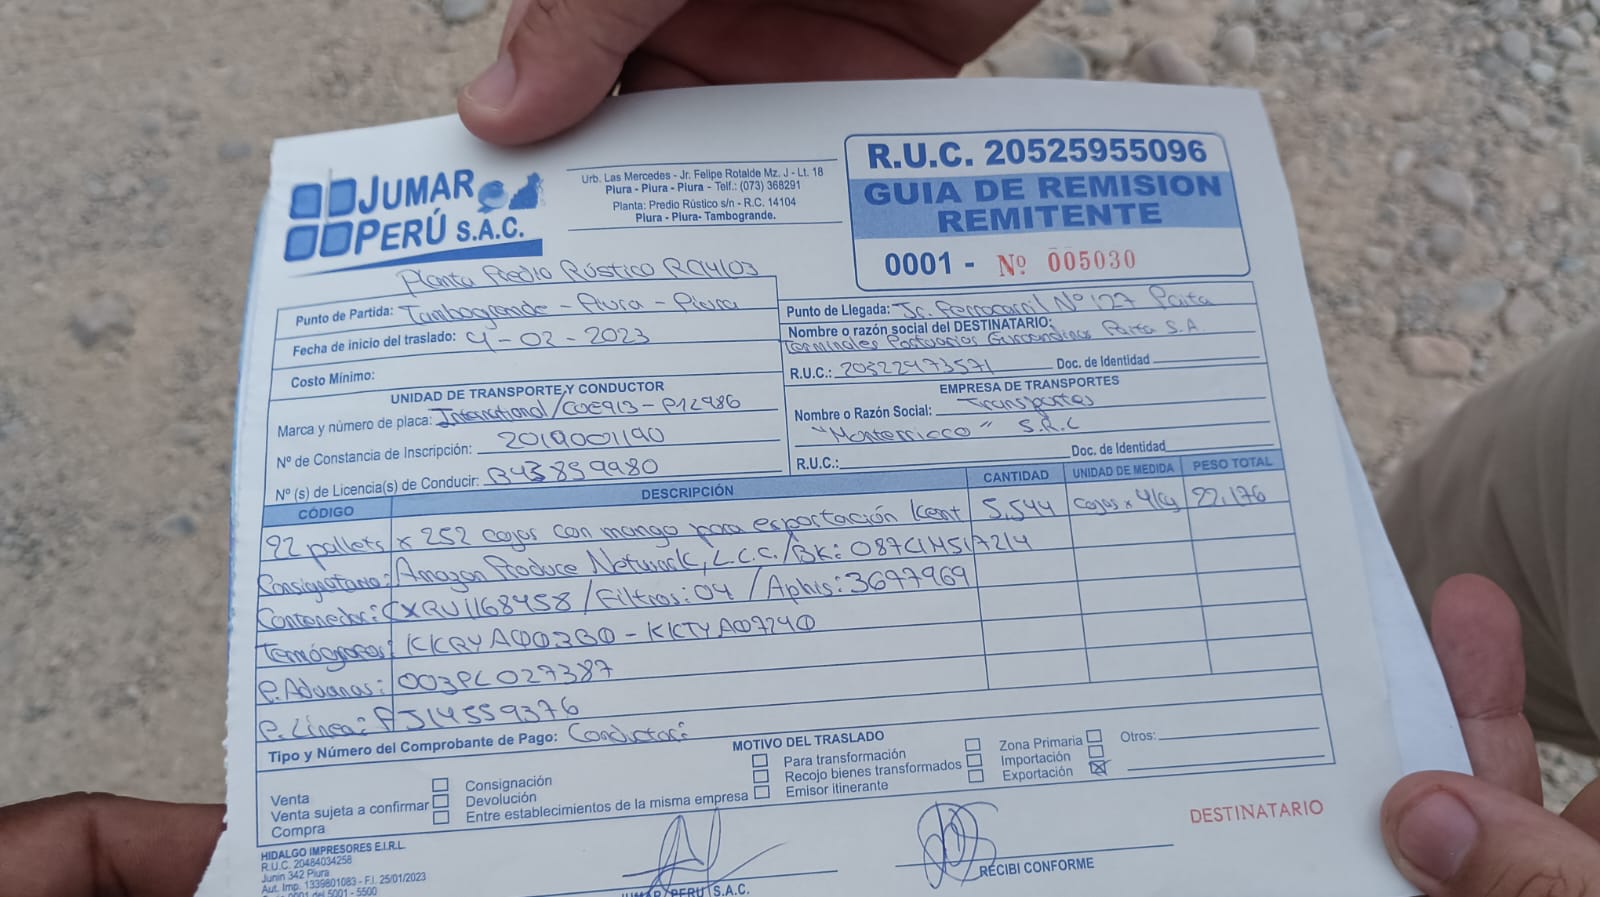 JUMAR
PERÚ S.A.C.
Urb. Las Mercedes - Jr. Felipe Rotalde Mz. J - Lt. 18
Piura - Piura - Piura - Telf.: (073) 368291
Planta: Predio Rústico s/n - R.C. 14104
Piura - Piura- Tambogrande.
R.U.C. 20525955096
GUIA DE REMISION
REMITENTE
0001 - Nº 005030
Planta Predio Rústico RC14103
Punto de Partida: Tambogrande - Piura - Piura
Fecha de inicio del traslado: 4-02-2023
Costo Mínimo:
Punto de Llegada: Jr. Ferrocarril Nº 127 Paita
Nombre o razón social del DESTINATARIO:
Terminales Portuarios Euroandinos Paita S.A.
R.U.C.: 20522473571 Doc. de Identidad
UNIDAD DE TRANSPORTE Y CONDUCTOR
Marca y número de placa: International/COE913-P1Z986
Nº de Constancia de Inscripción: 2019001190
Nº (s) de Licencia(s) de Conducir: B43859980
EMPRESA DE TRANSPORTES
Nombre o Razón Social: Transportes
"Monterricco" S.R.L
R.U.C.: Doc. de Identidad
CÓDIGO DESCRIPCIÓN CANTIDAD UNIDAD DE MEDIDA PESO TOTAL
22 pallets x 252 cajas con mango para exportación Kent 5,544 cajas x 4Kg 22,176
Consignatario: Amazon Produce Network, L.C.C./BK: 087CIM517214
Contenedor: CXRU1168458 / Filtros: 04 / Aphis: 3677969
Termógrafos: KKRYA003B0 - KKTYA07240
P. Aduanas: 003PC027387
P. Línea: PJ14559376
Tipo y Número del Comprobante de Pago: Conductor:
MOTIVO DEL TRASLADO
Venta
Venta sujeta a confirmar
Compra
Consignación
Devolución
Entre establecimientos de la misma empresa
Para transformación
Recojo bienes transformados
Emisor itinerante
Zona Primaria
Importación
Exportación
Otros:
HIDALGO IMPRESORES E.I.R.L.
R.U.C. 20484034258
Junin 342 Piura
Aut. Imp. 1339801083 - F.I. 25/01/2023
Serie 0001 del 5001 - 5500
JUMAR PERÚ S.A.C.
RECIBI CONFORME
DESTINATARIO